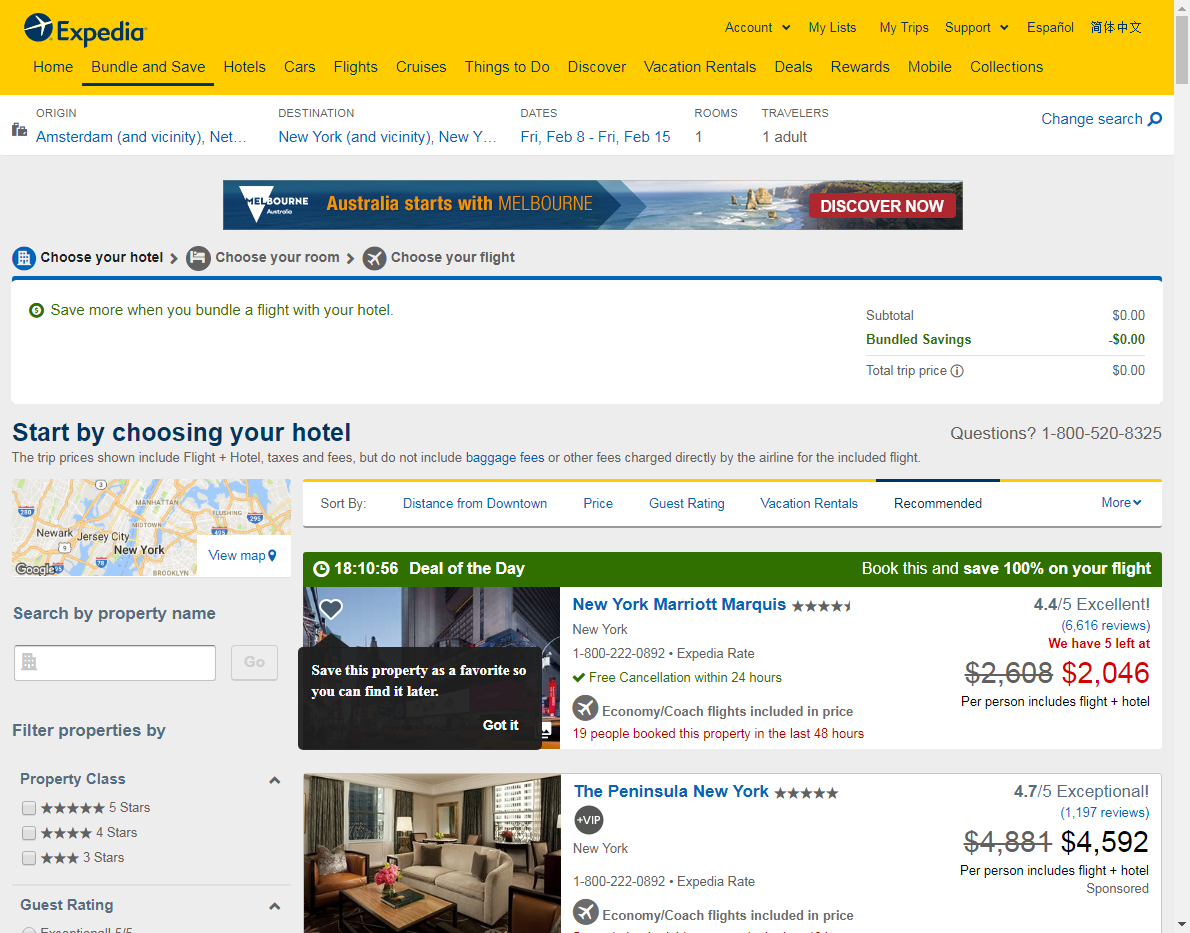 Expedia
Account My Lists My Trips Support Español 简体中文
Home Bundle and Save Hotels Cars Flights Cruises Things to Do Discover Vacation Rentals Deals Rewards Mobile Collections
ORIGIN DESTINATION DATES ROOMS TRAVELERS
Amsterdam (and vicinity), Net… New York (and vicinity), New Y… Fri, Feb 8 - Fri, Feb 15 1 1 adult
Change search
MELBOURNE
Australia
Australia starts with MELBOURNE
DISCOVER NOW
Choose your hotel Choose your room Choose your flight
Save more when you bundle a flight with your hotel.
Subtotal $0.00
Bundled Savings -$0.00
Total trip price $0.00
Start by choosing your hotel
Questions? 1-800-520-8325
The trip prices shown include Flight + Hotel, taxes and fees, but do not include baggage fees or other fees charged directly by the airline for the included flight.
3
MANHATTAN
280
FLUSHING
295
MIDTOWN
495
Newark
Jersey City
9
New York
78
Google
95
BROOKLYN
View map
Sort By: Distance from Downtown Price Guest Rating Vacation Rentals Recommended More
18:10:56 Deal of the Day
Book this and save 100% on your flight
Search by property name
Go
Save this property as a favorite so
you can find it later.
Got it
New York Marriott Marquis
New York
1-800-222-0892 • Expedia Rate
Free Cancellation within 24 hours
Economy/Coach flights included in price
19 people booked this property in the last 48 hours
4.4/5 Excellent!
(6,616 reviews)
We have 5 left at
$2,608 $2,046
Per person includes flight + hotel
Filter properties by
Property Class
5 Stars
4 Stars
3 Stars
Guest Rating
Exceptional! 5/5
The Peninsula New York
+VIP
New York
1-800-222-0892 • Expedia Rate
Economy/Coach flights included in price
4.7/5 Exceptional!
(1,197 reviews)
$4,881 $4,592
Per person includes flight + hotel
Sponsored